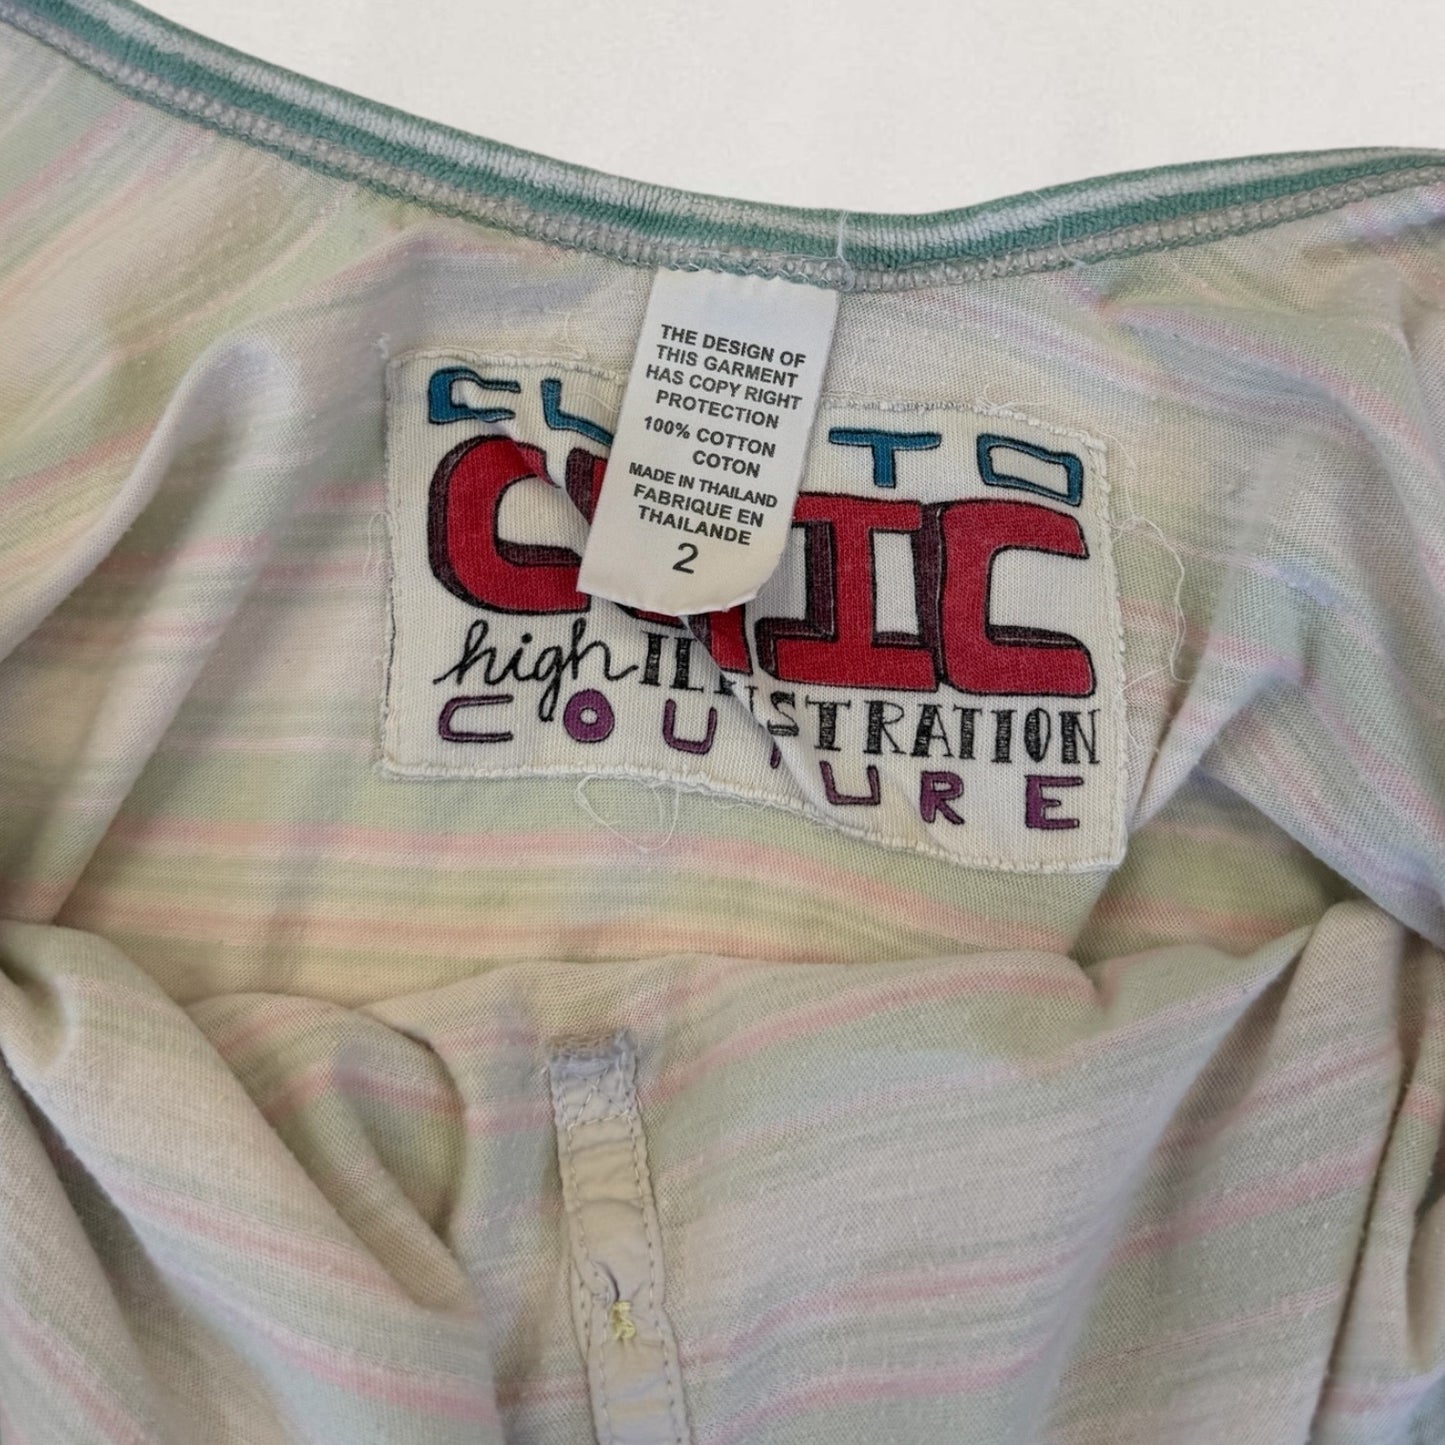 THE DESIGN OF
THIS GARMENT
HAS COPY RIGHT
PROTECTION
100% COTTON
COTON
MADE IN THAILAND
FABRIQUE EN
THAILANDE
2
high ILLUSTRATION
COUTURE